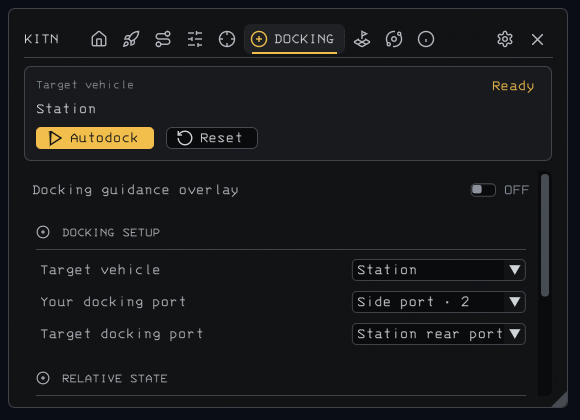 KITN DOCKING
Target vehicle Ready
Station
Autodock Reset
Docking guidance overlay OFF
DOCKING SETUP
Target vehicle Station
Your docking port Side port · 2
Target docking port Station rear port
RELATIVE STATE